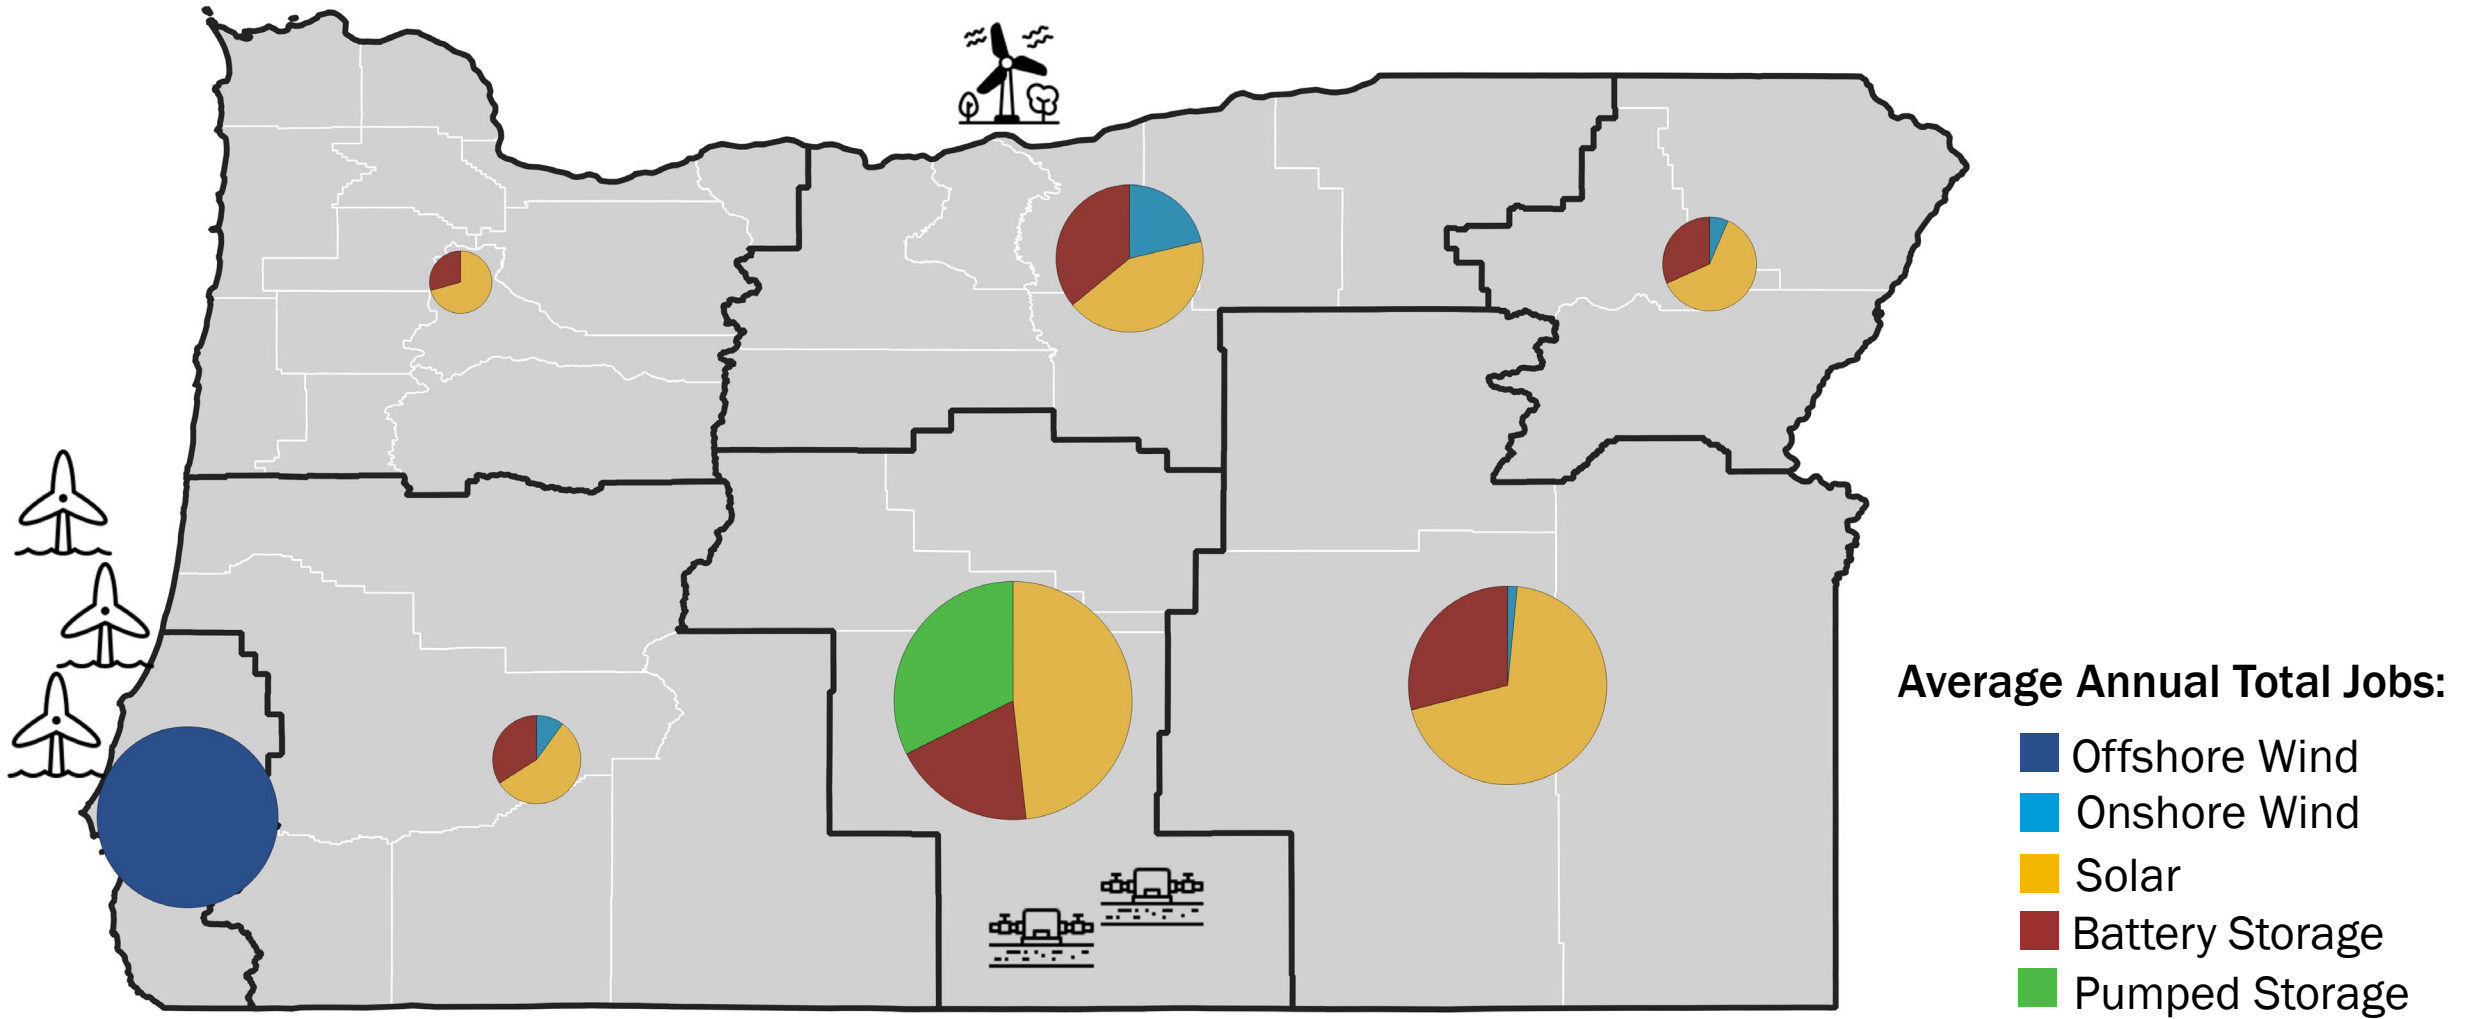 Average Annual Total Jobs:
Offshore Wind
Onshore Wind
Solar
Battery Storage
Pumped Storage